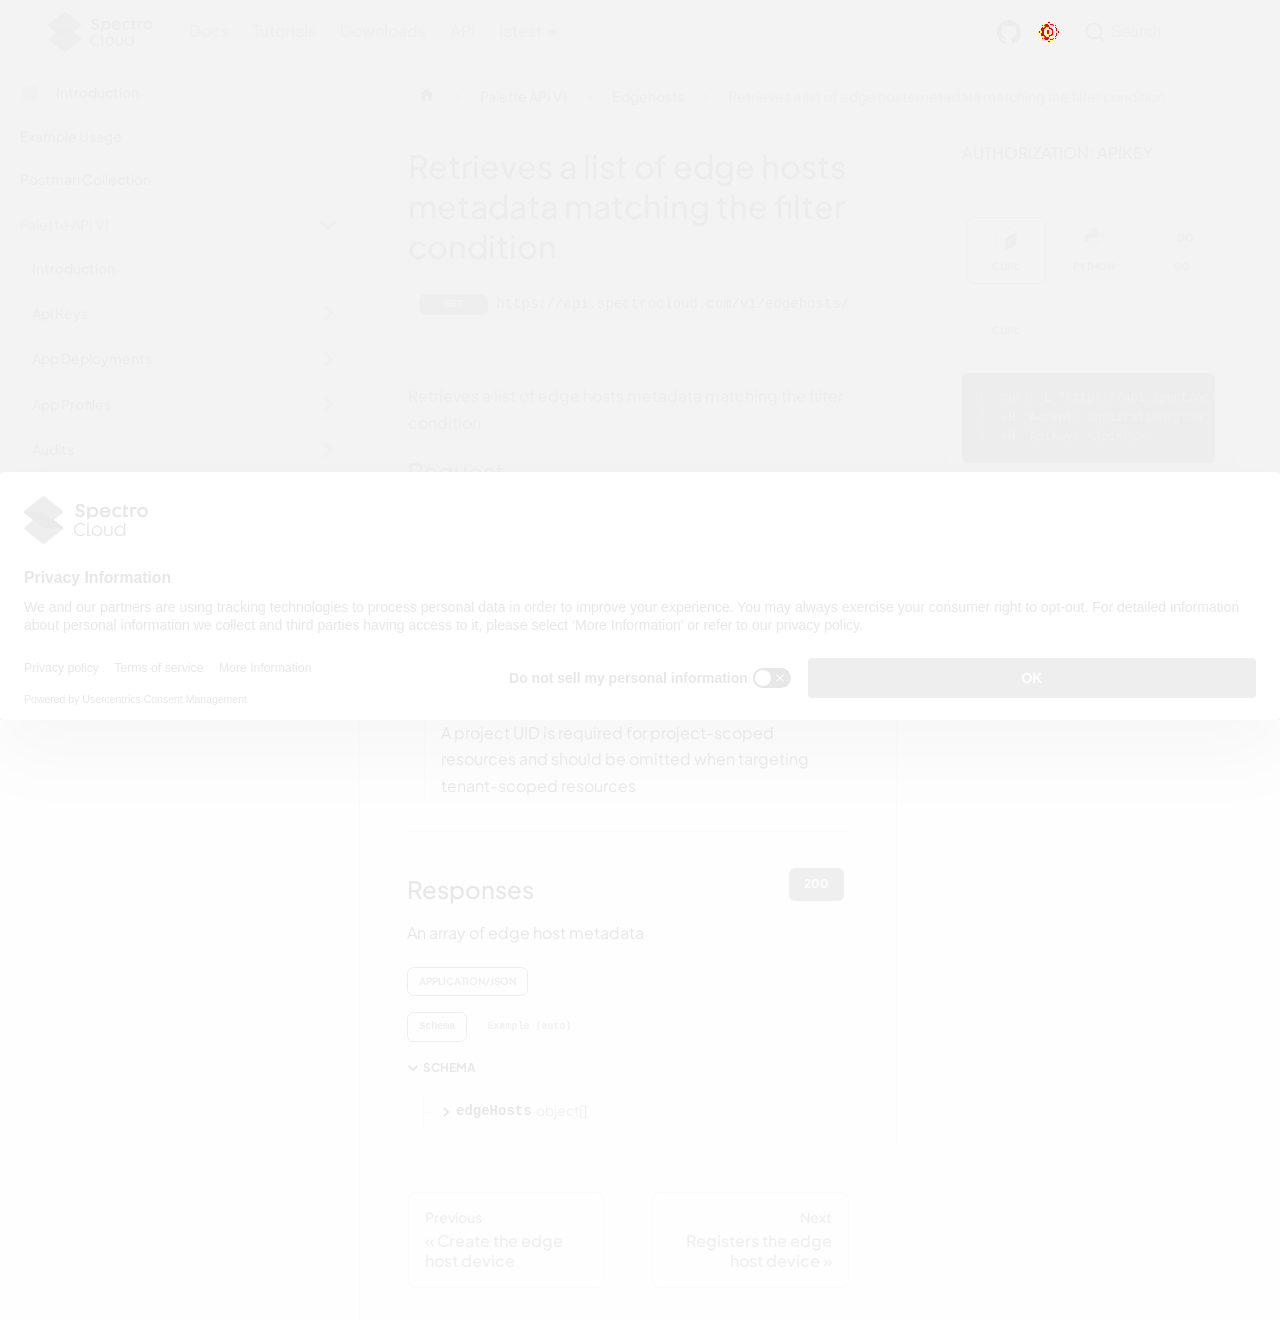 Spectro Cloud Docs Tutorials Downloads API latest Search
Introduction
Palette API V1 Edgehosts Retrieves a list of edge hosts metadata matching the filter condition
Example Usage
Postman Collection
Palette API V1
Introduction
Api Keys
App Deployments
App Profiles
Audits
Retrieves a list of edge hosts
metadata matching the filter
condition
GET https://api.spectrocloud.com/v1/edgehosts/
Retrieves a list of edge hosts metadata matching the filter
condition
Request
AUTHORIZATION: APIKEY
CURL PYTHON GO
CURL
Spectro
Cloud
Privacy Information
We and our partners are using tracking technologies to process personal data in order to improve your experience. You may always exercise your consumer right to opt-out. For detailed information
about personal information we collect and third parties having access to it, please select ‘More Information’ or refer to our privacy policy.
Privacy policy Terms of service More Information
Do not sell my personal information OK
Powered by Usercentrics Consent Management
A project UID is required for project-scoped
resources and should be omitted when targeting
tenant-scoped resources
Responses 200
An array of edge host metadata
APPLICATION/JSON
Schema Example (auto)
SCHEMA
edgeHosts object[]
Previous
« Create the edge
host device
Next
Registers the edge
host device »